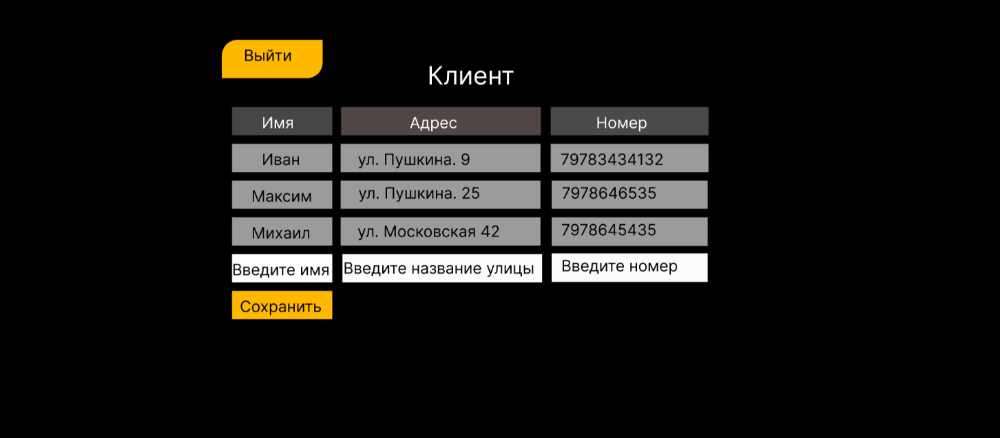 Выйти
Клиент
Имя Адрес Номер
Иван ул. Пушкина. 9 79783434132
Максим ул. Пушкина. 25 7978646535
Михаил ул. Московская 42 7978645435
Введите имя Введите название улицы Введите номер
Сохранить